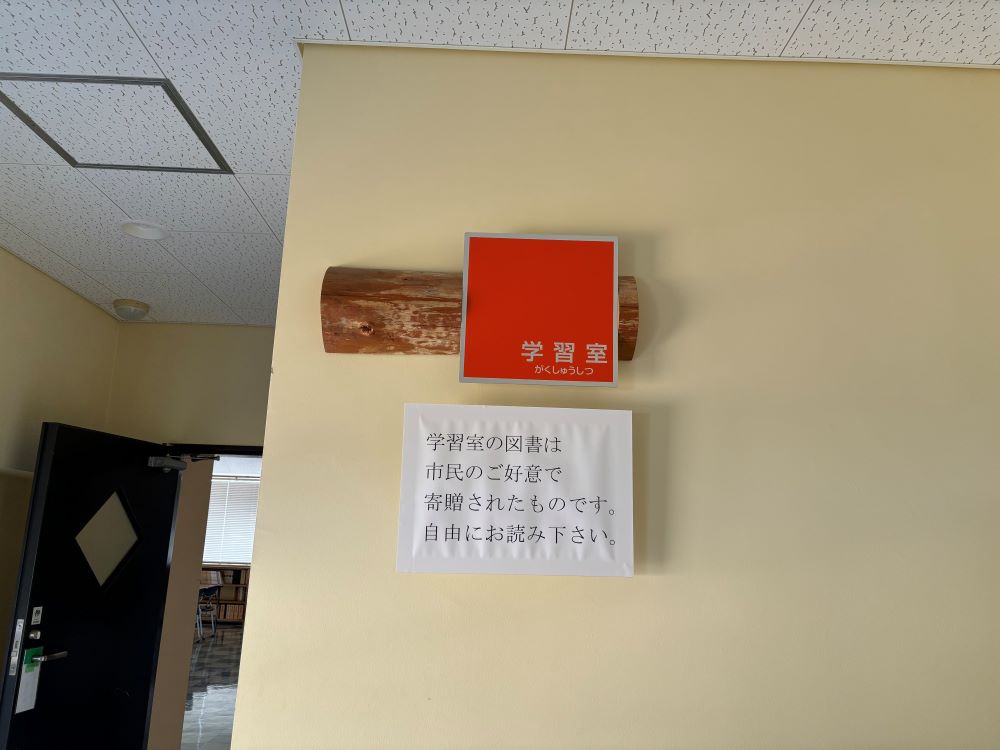 学習室
がくしゅうしつ
学習室の図書は
市民のご好意で
寄贈されたものです。
自由にお読み下さい。